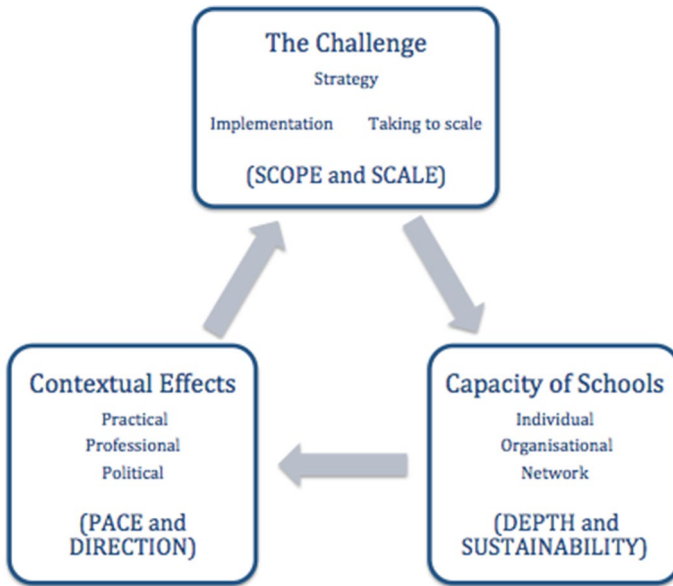 The Challenge
Strategy
Implementation Taking to scale
(SCOPE and SCALE)
Contextual Effects
Practical
Professional
Political
(PACE and
DIRECTION)
Capacity of Schools
Individual
Organisational
Network
(DEPTH and
SUSTAINABILITY)